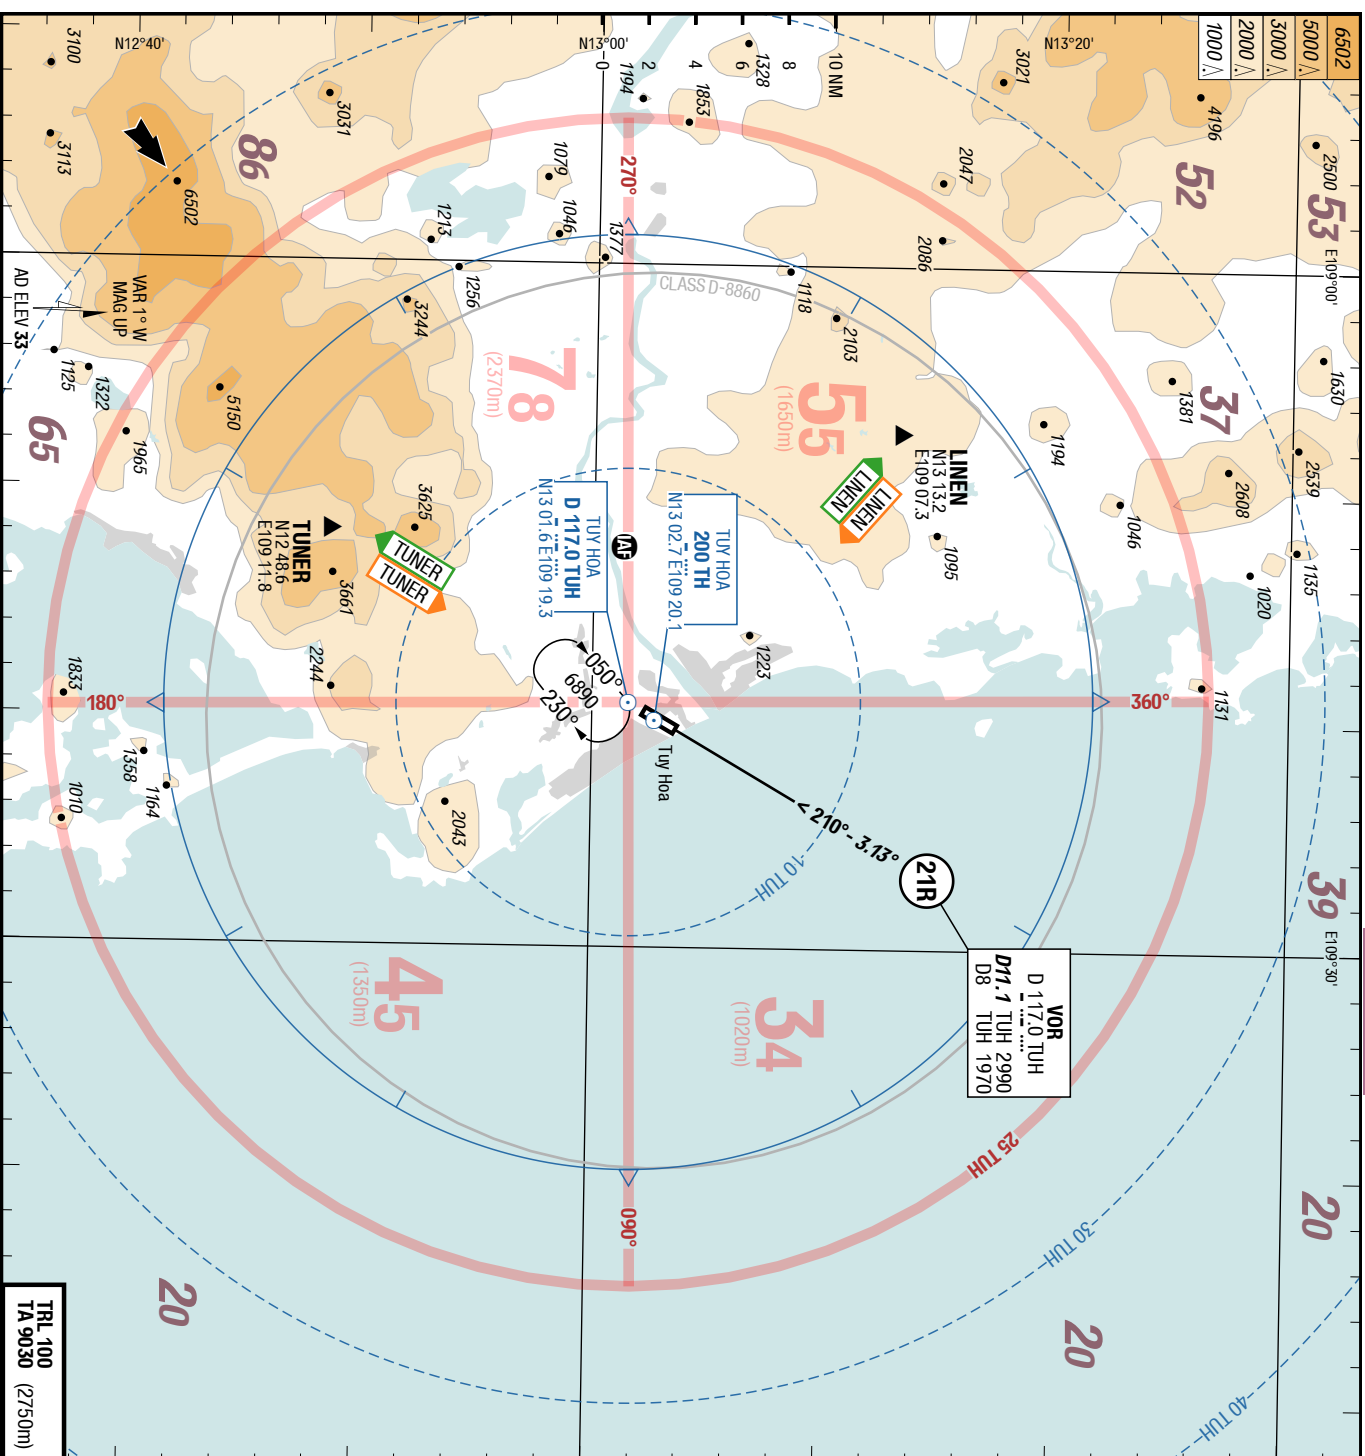 6502
5000
3000
2000
1000
10 NM
8
6
4
2
0
N13°20'
N13°00'
N12°40'
E109°00'
E109°30'
53
52
37
39
20
20
20
86
65
2500
4196
3021
2047
2086
1328
1853
1194
1079
1046
1377
1213
1256
3100
3113
3031
6502
3244
5150
1125
1322
1965
1118
2103
1630
1381
2539
2608
1194
1046
1095
1135
1020
1131
1223
3625
3661
2244
1833
1358
1164
1010
2043
270°
360°
090°
180°
CLASS D-8860
VAR 1° W
MAG UP
AD ELEV 33
55
(1650m)
78
(2370m)
45
(1350m)
34
(1020m)
LINEN
N13 13.2
E109 07.3
LINEN
LINEN
TUNER
N12 48.6
E109 11.8
TUNER
TUNER
TUY HOA
200 TH
N13 02.7 E109 20.1
TUY HOA
D 117.0 TUH
N13 01.6 E109 19.3
IAF
050°
6890
230°
Tuy Hoa
< 210° - 3.13°
21R
VOR
D 117.0 TUH
D11.1 TUH 2990
D8 TUH 1970
10 TUH
25 TUH
30 TUH
40 TUH
TRL 100
TA 9030 (2750m)